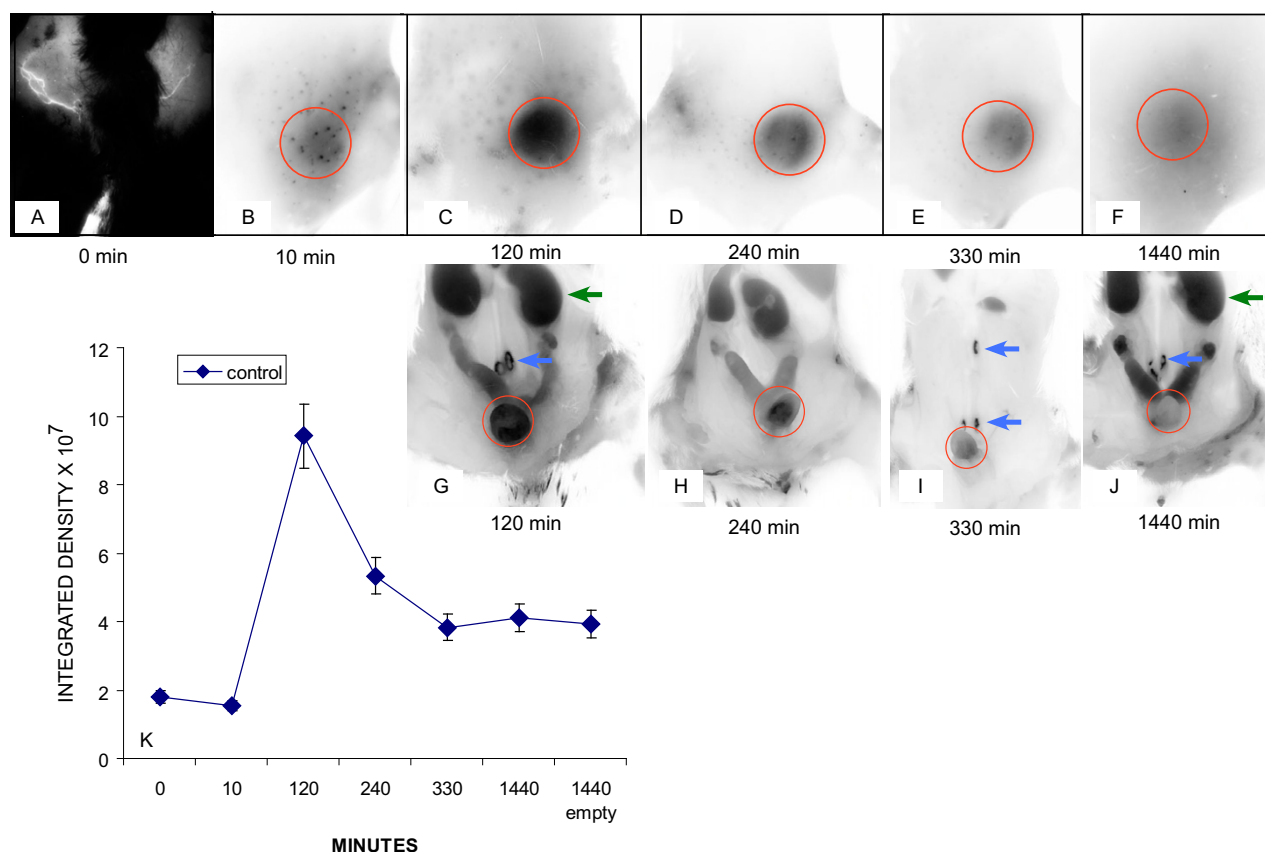 A
B
C
D
E
F
0 min
10 min
120 min
240 min
330 min
1440 min
G
H
I
J
120 min
240 min
330 min
1440 min
control
INTEGRATED DENSITY X 10⁷
12
10
8
6
4
2
0
K
0 10 120 240 330 1440 1440
empty
MINUTES